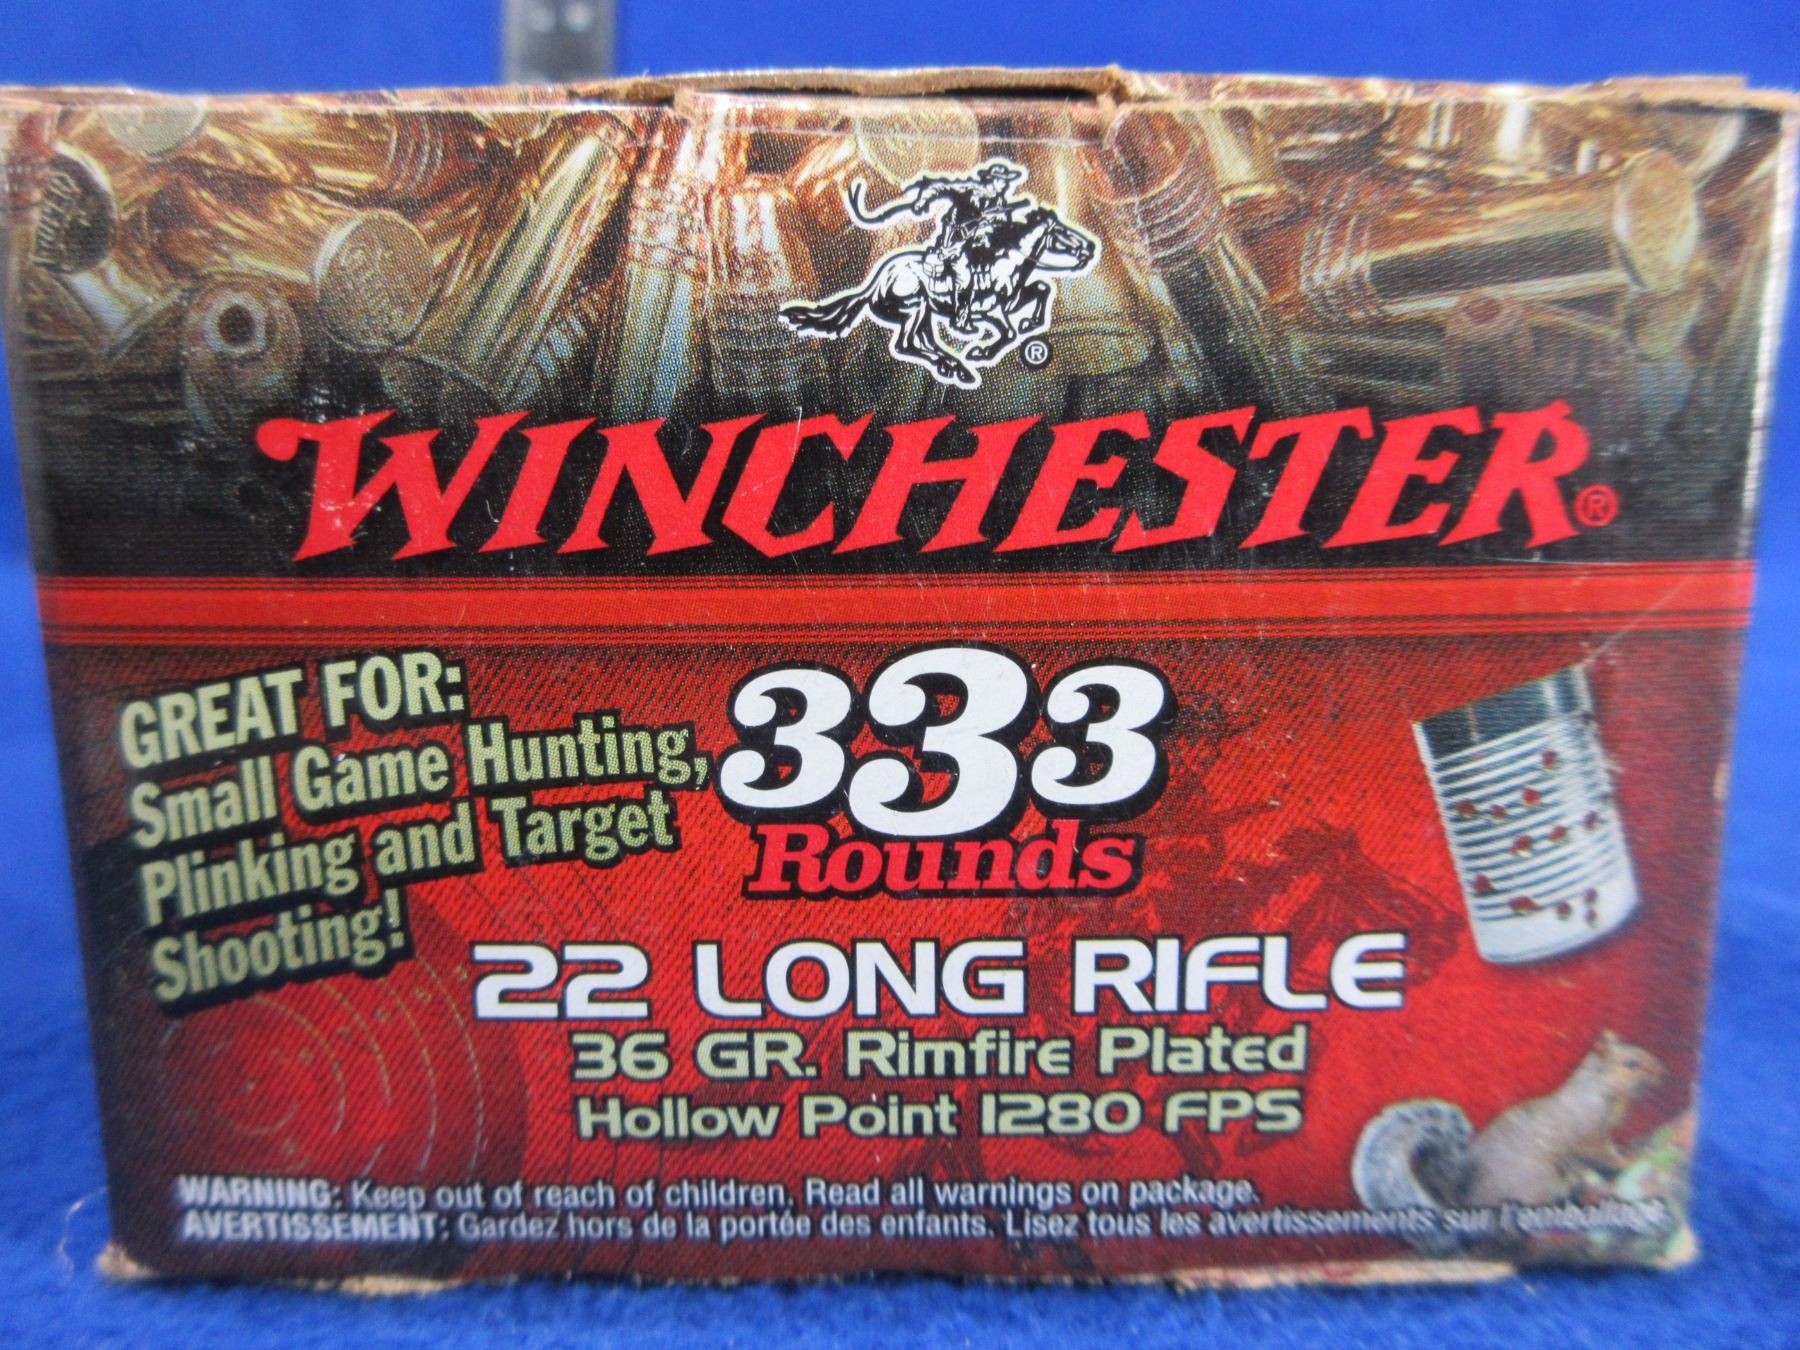 WINCHESTER®
GREAT FOR:
Small Game Hunting,
Plinking and Target
Shooting!
333
Rounds
22 LONG RIFLE
36 GR. Rimfire Plated
Hollow Point 1280 FPS
WARNING: Keep out of reach of children. Read all warnings on package.
AVERTISSEMENT: Gardez hors de la portée des enfants. Lisez tous les avertissements sur l'emballage.